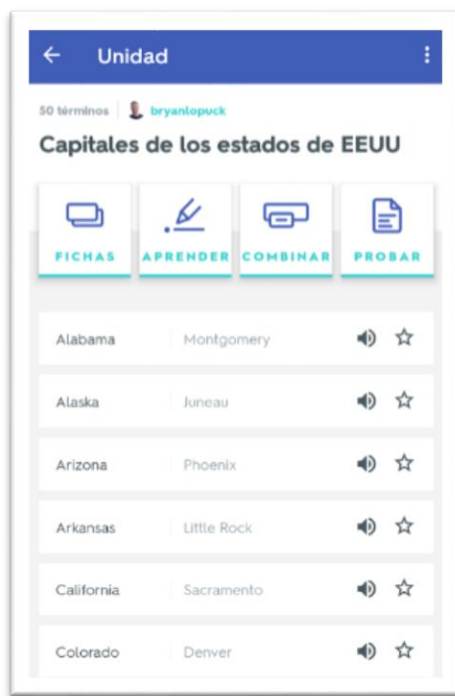 Unidad
50 términos bryanlopuck
Capitales de los estados de EEUU
FICHAS APRENDER COMBINAR PROBAR
Alabama Montgomery
Alaska Juneau
Arizona Phoenix
Arkansas Little Rock
California Sacramento
Colorado Denver